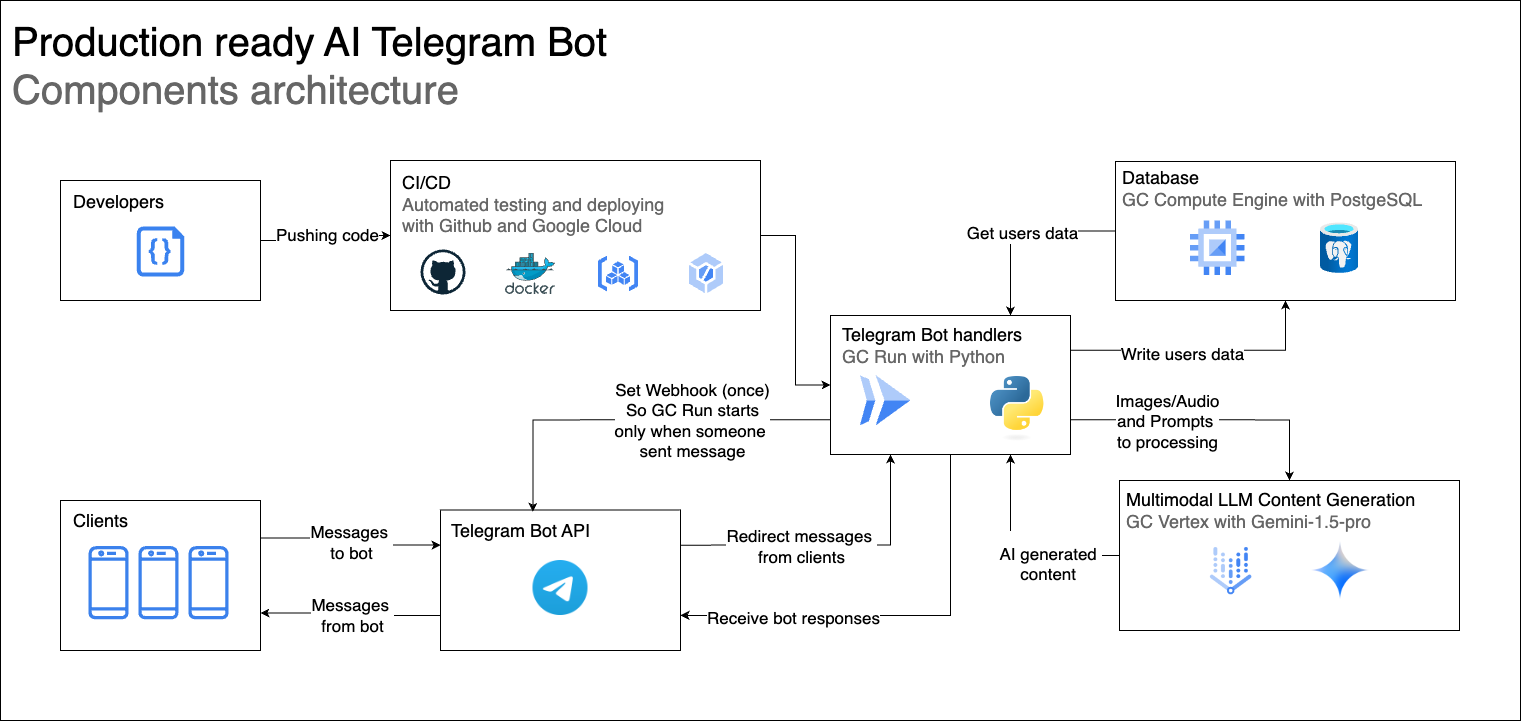 Production ready AI Telegram Bot
Components architecture
Developers
Pushing code
CI/CD
Automated testing and deploying
with Github and Google Cloud
docker
Database
GC Compute Engine with PostgeSQL
Get users data
Write users data
Telegram Bot handlers
GC Run with Python
Set Webhook (once)
So GC Run starts
only when someone
sent message
Images/Audio
and Prompts
to processing
Clients
Messages
to bot
Messages
from bot
Telegram Bot API
Redirect messages
from clients
Receive bot responses
AI generated
content
Multimodal LLM Content Generation
GC Vertex with Gemini-1.5-pro